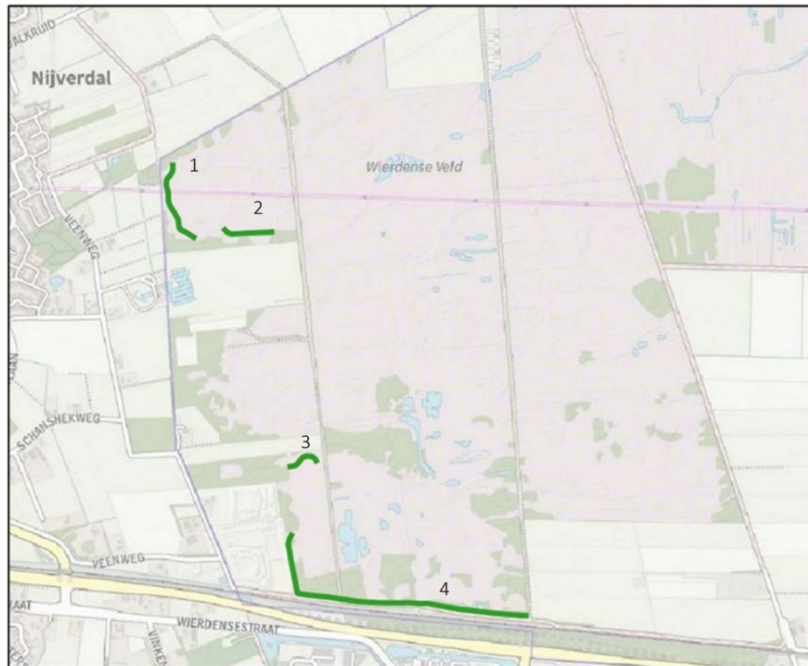 Nijverdal
1
Wierdense Veld
2
VEENWEG
SCHANSHEKWEG
3
VEENWEG
4
WIERDENSESTRAAT